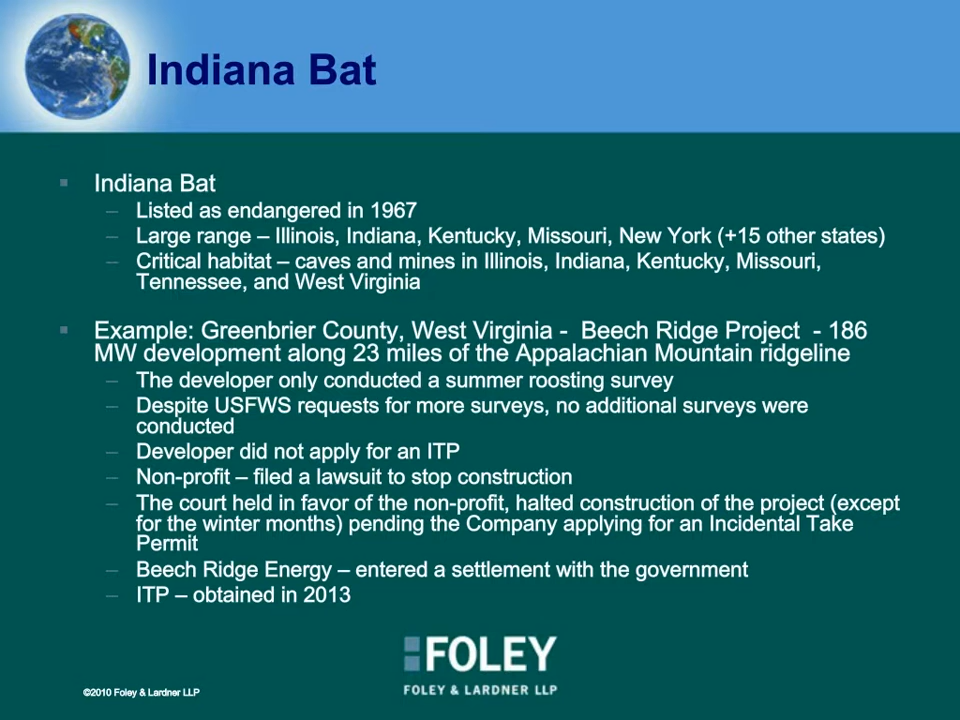 Indiana Bat
▪ Indiana Bat
– Listed as endangered in 1967
– Large range – Illinois, Indiana, Kentucky, Missouri, New York (+15 other states)
– Critical habitat – caves and mines in Illinois, Indiana, Kentucky, Missouri,
Tennessee, and West Virginia
▪ Example: Greenbrier County, West Virginia - Beech Ridge Project - 186
MW development along 23 miles of the Appalachian Mountain ridgeline
– The developer only conducted a summer roosting survey
– Despite USFWS requests for more surveys, no additional surveys were
conducted
– Developer did not apply for an ITP
– Non-profit – filed a lawsuit to stop construction
– The court held in favor of the non-profit, halted construction of the project (except
for the winter months) pending the Company applying for an Incidental Take
Permit
– Beech Ridge Energy – entered a settlement with the government
– ITP – obtained in 2013
FOLEY
FOLEY & LARDNER LLP
©2010 Foley & Lardner LLP